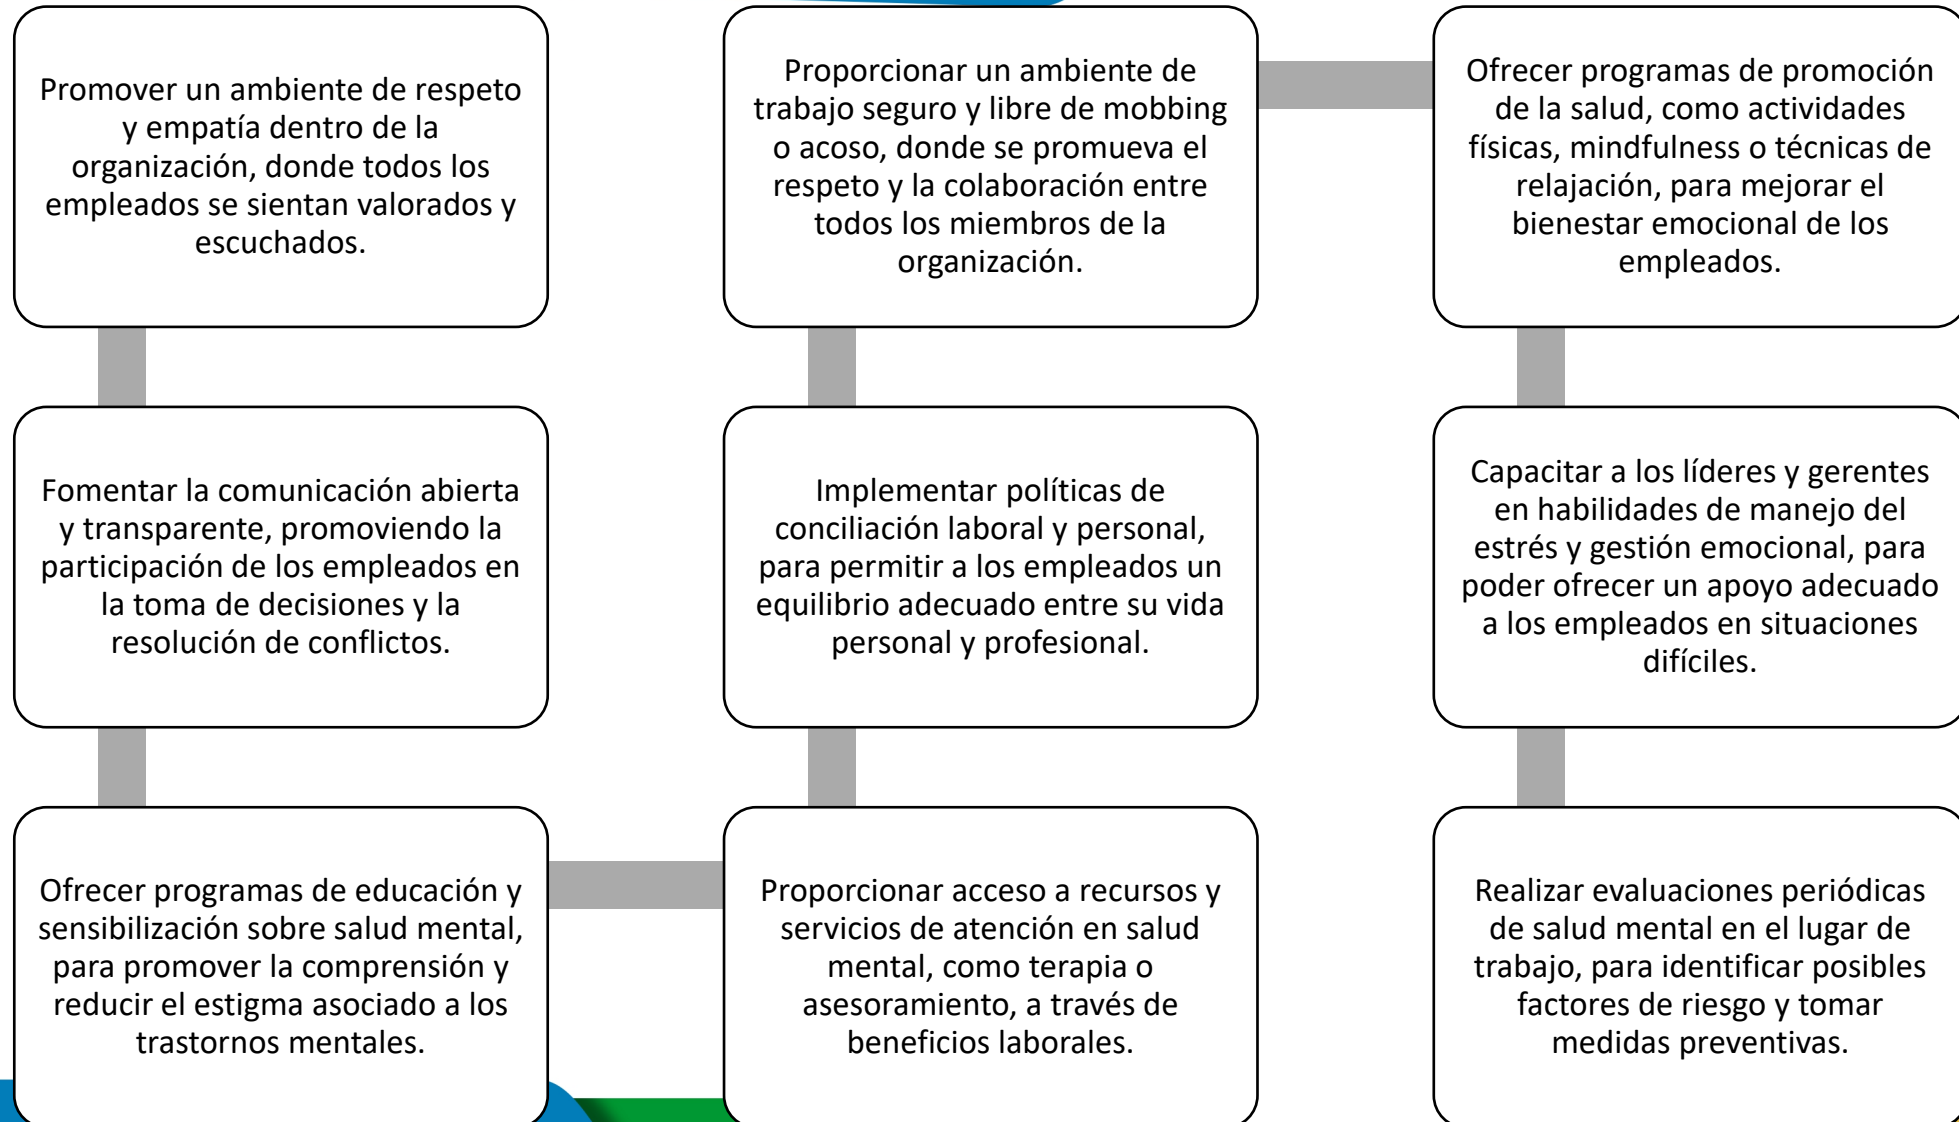 Promover un ambiente de respeto
y empatía dentro de la
organización, donde todos los
empleados se sientan valorados y
escuchados.
Fomentar la comunicación abierta
y transparente, promoviendo la
participación de los empleados en
la toma de decisiones y la
resolución de conflictos.
Ofrecer programas de educación y
sensibilización sobre salud mental,
para promover la comprensión y
reducir el estigma asociado a los
trastornos mentales.
Proporcionar acceso a recursos y
servicios de atención en salud
mental, como terapia o
asesoramiento, a través de
beneficios laborales.
Implementar políticas de
conciliación laboral y personal,
para permitir a los empleados un
equilibrio adecuado entre su vida
personal y profesional.
Proporcionar un ambiente de
trabajo seguro y libre de mobbing
o acoso, donde se promueva el
respeto y la colaboración entre
todos los miembros de la
organización.
Ofrecer programas de promoción
de la salud, como actividades
físicas, mindfulness o técnicas de
relajación, para mejorar el
bienestar emocional de los
empleados.
Capacitar a los líderes y gerentes
en habilidades de manejo del
estrés y gestión emocional, para
poder ofrecer un apoyo adecuado
a los empleados en situaciones
difíciles.
Realizar evaluaciones periódicas
de salud mental en el lugar de
trabajo, para identificar posibles
factores de riesgo y tomar
medidas preventivas.